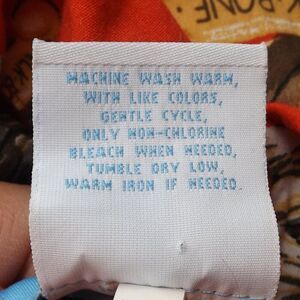 K-BONE
MACHINE WASH WARM,
WITH LIKE COLORS,
GENTLE CYCLE,
ONLY NON-CHLORINE
BLEACH WHEN NEEDED,
TUMBLE DRY LOW,
WARM IRON IF NEEDED.